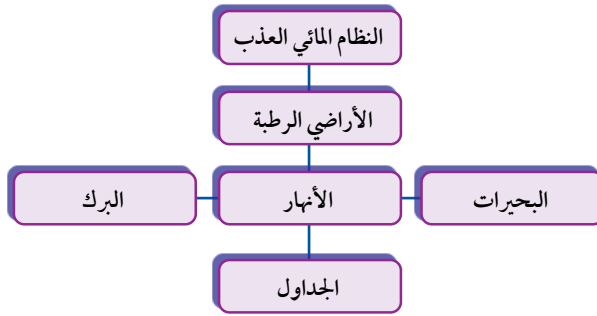 النظام المائي العذب
الأراضي الرطبة
البحيرات
الأنهار
البرك
الجداول